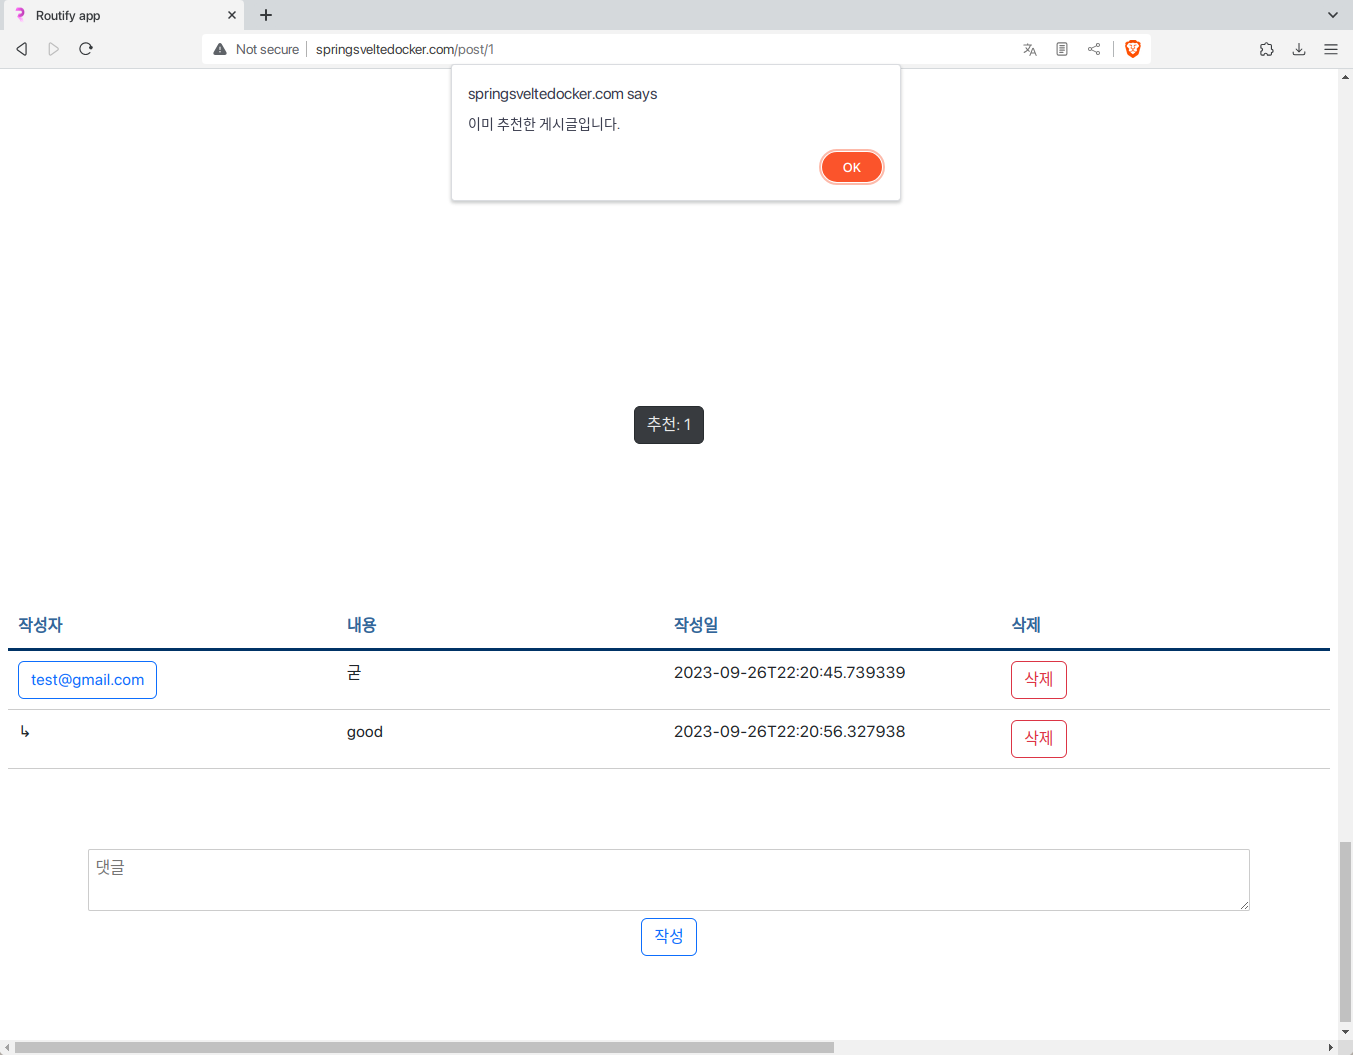 Routify app
Not secure
springsveltedocker.com/post/1
springsveltedocker.com says
이미 추천한 게시글입니다.
OK
추천: 1
작성자 내용 작성일 삭제
test@gmail.com 굳 2023-09-26T22:20:45.739339 삭제
↳ good 2023-09-26T22:20:56.327938 삭제
댓글
작성